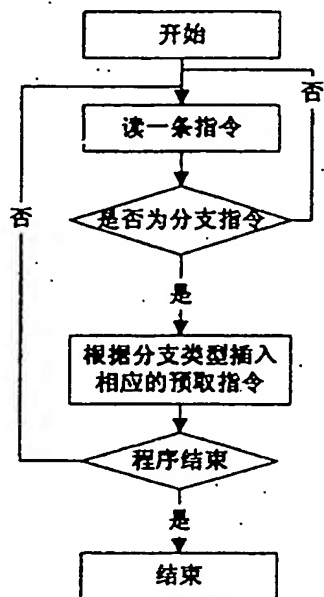 开始
否
读一条指令
否
是否为分支指令
是
根据分支类型插入
相应的预取指令
程序结束
是
结束